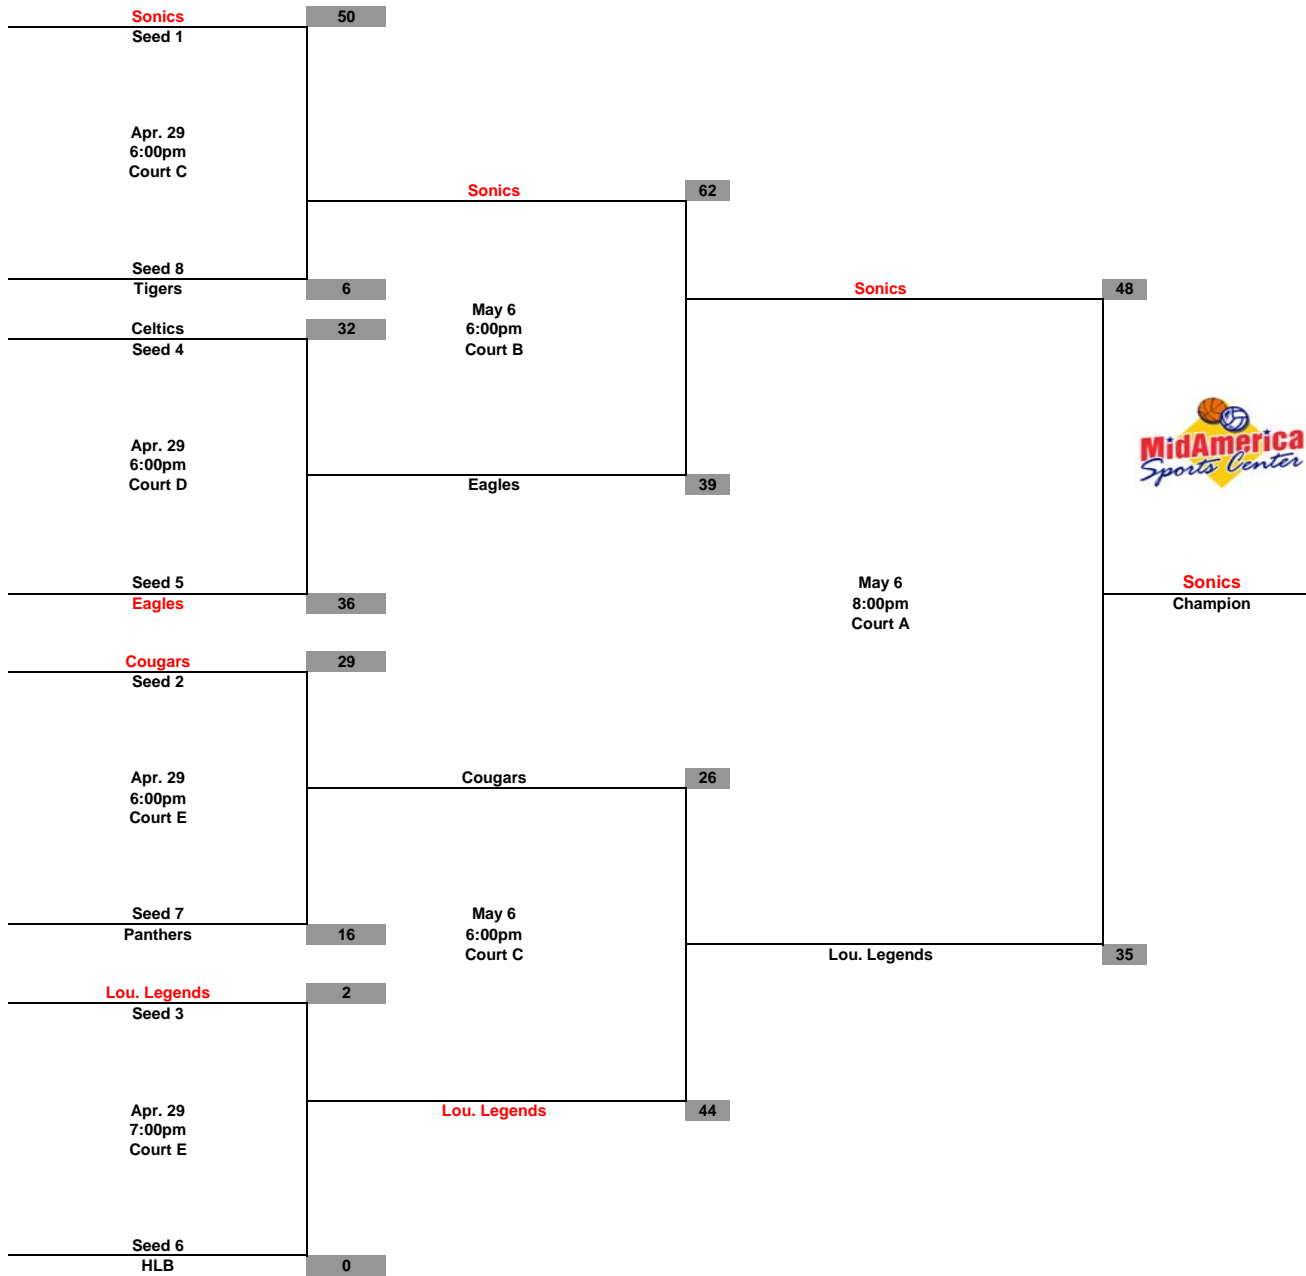 Sonics 50
Seed 1
Apr. 29
6:00pm
Court C
Seed 8
Tigers 6
Celtics 32
Seed 4
Apr. 29
6:00pm
Court D
Seed 5
Eagles 36
Cougars 29
Seed 2
Apr. 29
6:00pm
Court E
Seed 7
Panthers 16
Lou. Legends 2
Seed 3
Apr. 29
7:00pm
Court E
Seed 6
HLB 0
Sonics 62
May 6
6:00pm
Court B
Eagles 39
Cougars 26
May 6
6:00pm
Court C
Lou. Legends 44
Sonics 48
May 6
8:00pm
Court A
Lou. Legends 35
MidAmerica
Sports Center
Sonics
Champion